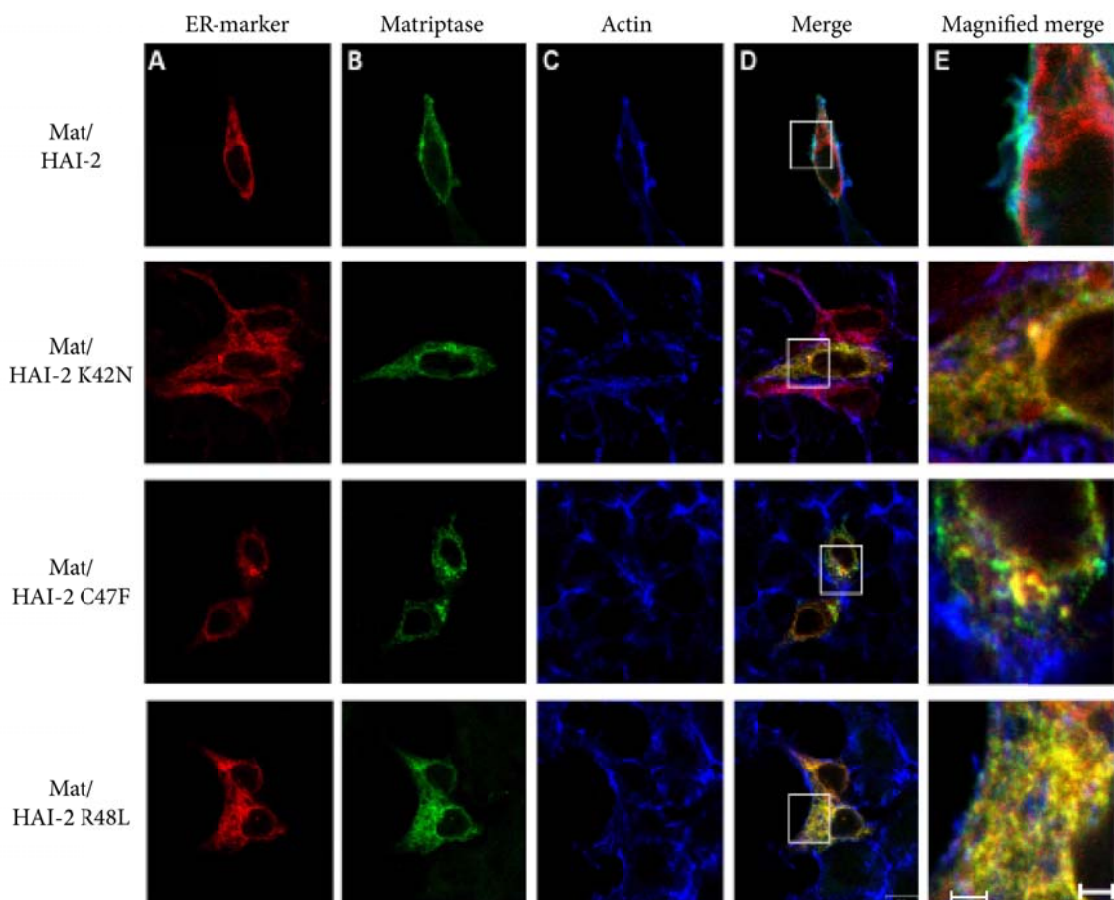 ER-marker Matriptase Actin Merge Magnified merge
A B C D E
Mat/
HAI-2
Mat/
HAI-2 K42N
Mat/
HAI-2 C47F
Mat/
HAI-2 R48L